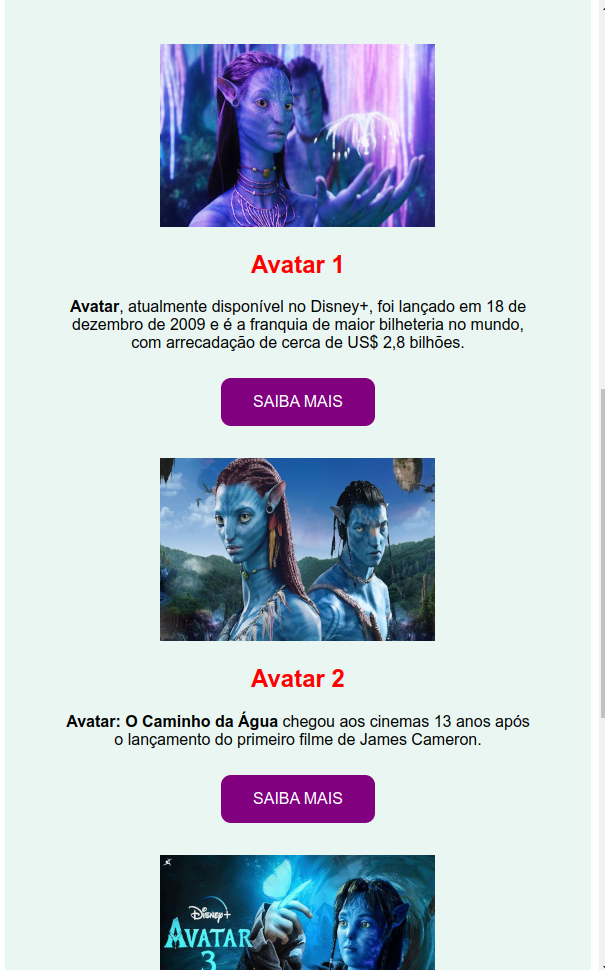 Avatar 1
Avatar, atualmente disponível no Disney+, foi lançado em 18 de
dezembro de 2009 e é a franquia de maior bilheteria no mundo,
com arrecadação de cerca de US$ 2,8 bilhões.
SAIBA MAIS
Avatar 2
Avatar: O Caminho da Água chegou aos cinemas 13 anos após
o lançamento do primeiro filme de James Cameron.
SAIBA MAIS
Disney+
AVATAR
3